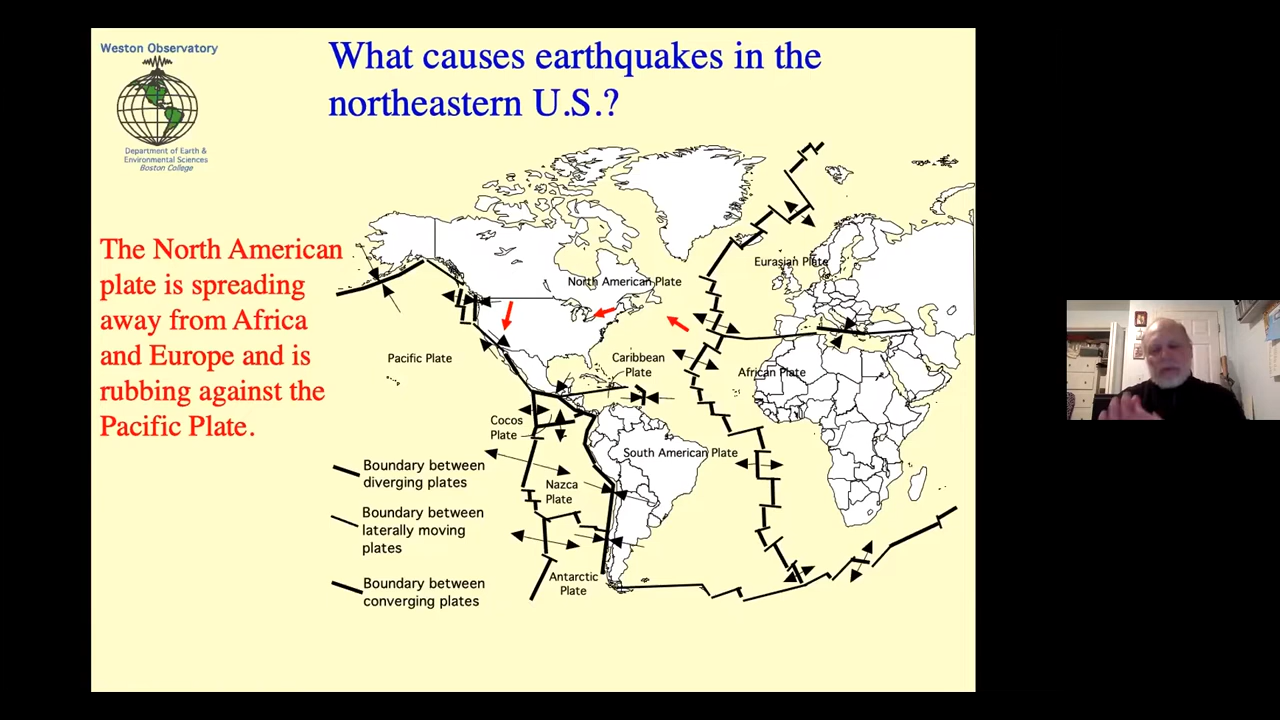 Weston Observatory
Department of Earth &
Environmental Sciences
Boston College
What causes earthquakes in the
northeastern U.S.?
The North American
plate is spreading
away from Africa
and Europe and is
rubbing against the
Pacific Plate.
Eurasian Plate
North American Plate
Pacific Plate
Caribbean
Plate
African Plate
Cocos
Plate
South American Plate
Nazca
Plate
Antarctic
Plate
Boundary between
diverging plates
Boundary between
laterally moving
plates
Boundary between
converging plates